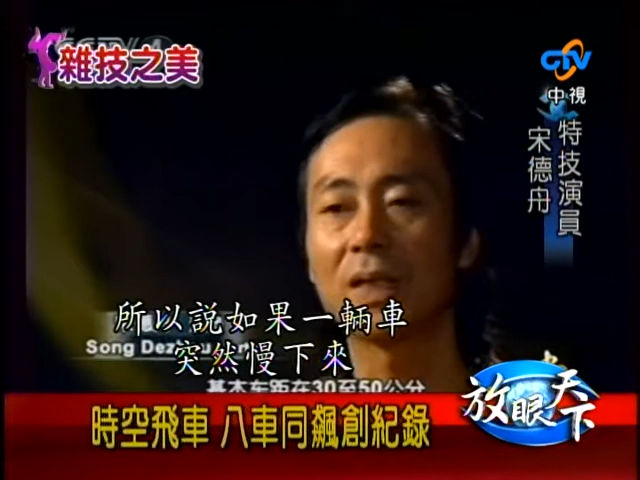 雜技之美
CTV
中視
特技演員
宋德舟
所以說如果一輛車
Song Dez
突然慢下來
基本车距在30至50公分
時空飛車 八車同飆創紀錄
放眼天下